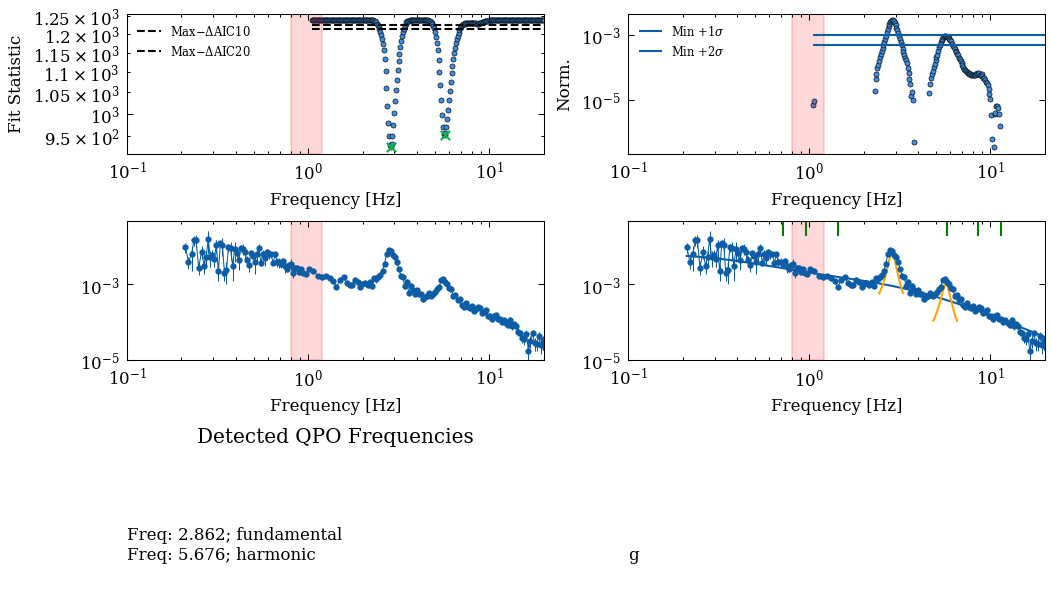 Fit Statistic
1.25 × 10³
1.20 × 10³
1.15 × 10³
1.10 × 10³
1.05 × 10³
10³
9.5 × 10²
Max−ΔAIC10
Max−ΔAIC20
10⁻¹ 10⁰ 10¹
Frequency [Hz]
Norm.
10⁻³
10⁻⁵
Min +1σ
Min +2σ
10⁻¹ 10⁰ 10¹
Frequency [Hz]
10⁻³
10⁻⁵
10⁻¹ 10⁰ 10¹
Frequency [Hz]
10⁻³
10⁻⁵
10⁻¹ 10⁰ 10¹
Frequency [Hz]
Detected QPO Frequencies
Freq: 2.862; fundamental
Freq: 5.676; harmonic
g